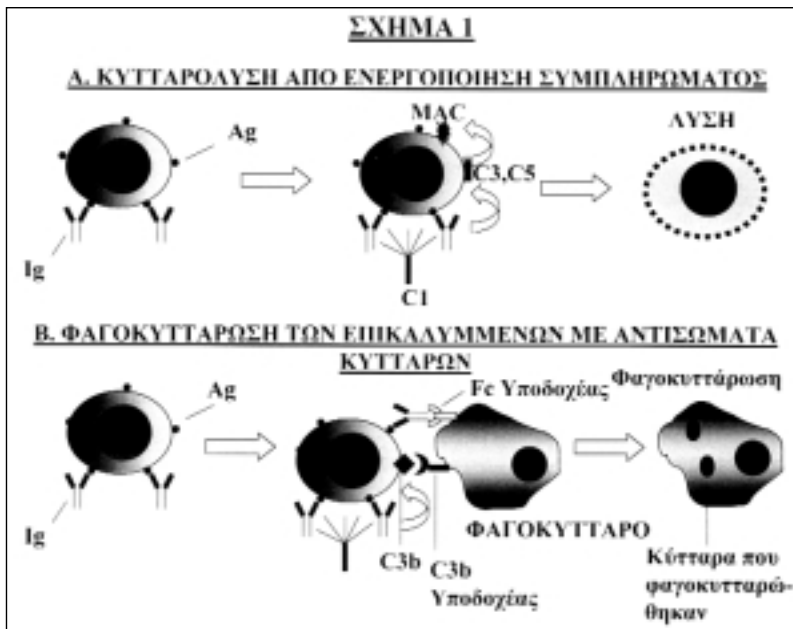 ΣΧΗΜΑ 1
Α. ΚΥΤΤΑΡΟΛΥΣΗ ΑΠΟ ΕΝΕΡΓΟΠΟΙΗΣΗ ΣΥΜΠΛΗΡΩΜΑΤΟΣ
Ag
Ig
MAC
C3,C5
C1
ΛΥΣΗ
Β. ΦΑΓΟΚΥΤΤΑΡΩΣΗ ΤΩΝ ΕΠΙΚΑΛΥΜΜΕΝΩΝ ΜΕ ΑΝΤΙΣΩΜΑΤΑ
ΚΥΤΤΑΡΩΝ
Ag
Ig
Fc Υποδοχέας
C3b
C3b
Υποδοχέας
ΦΑΓΟΚΥΤΤΑΡΟ
Φαγοκυττάρωση
Κύτταρα που
φαγοκυτταρώ-
θηκαν